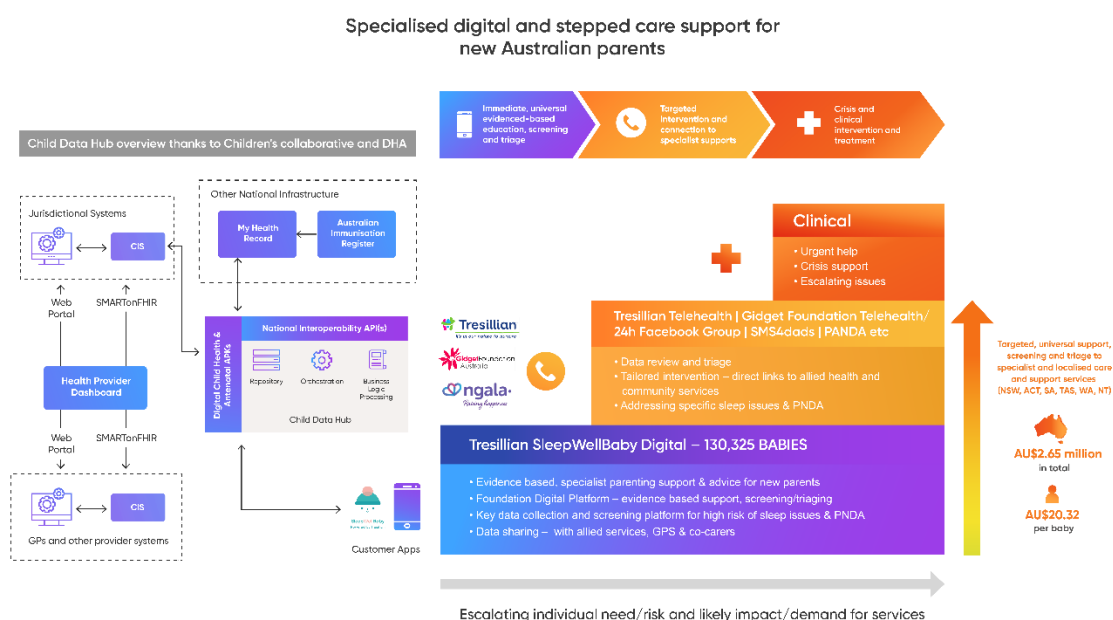 Specialised digital and stepped care support for
new Australian parents
Immediate, universal
evidenced-based
education, screening
and triage
Targeted
intervention and
connection to
specialist supports
Crisis and
clinical
intervention and
treatment
Child Data Hub overview thanks to Children's collaborative and DHA
Other National Infrastructure
My Health
Record
Australian
Immunisation
Register
Jurisdictional Systems
CIS
Web
Portal
SMARTonFHIR
Health Provider
Dashboard
Web
Portal
SMARTonFHIR
CIS
GPs and other provider systems
Digital Child Health &
Antenatal APKs
National Interoperability API(s)
Repository
Orchestration
Business
Logic
Processing
Child Data Hub
Customer Apps
Clinical
• Urgent help
• Crisis support
• Escalating issues
Tresillian
GidgetFoundation
Australia
ngala
Tresillian Telehealth | Gidget Foundation Telehealth/
24h Facebook Group | SMS4dads | PANDA etc
• Data review and triage
• Tailored intervention – direct links to allied health and
community services
• Addressing specific sleep issues & PNDA
Tresillian SleepWellBaby Digital – 130,325 BABIES
• Evidence based, specialist parenting support & advice for new parents
• Foundation Digital Platform – evidence based support, screening/triaging
• Key data collection and screening platform for high risk of sleep issues & PNDA
• Data sharing – with allied services, GPS & co-carers
Targeted, universal support,
screening and triage to
specialist and localised care
and support services
(NSW, ACT, SA, TAS, WA, NT)
AU$2.65 million
in total
AU$20.32
per baby
Escalating individual need/risk and likely impact/demand for services